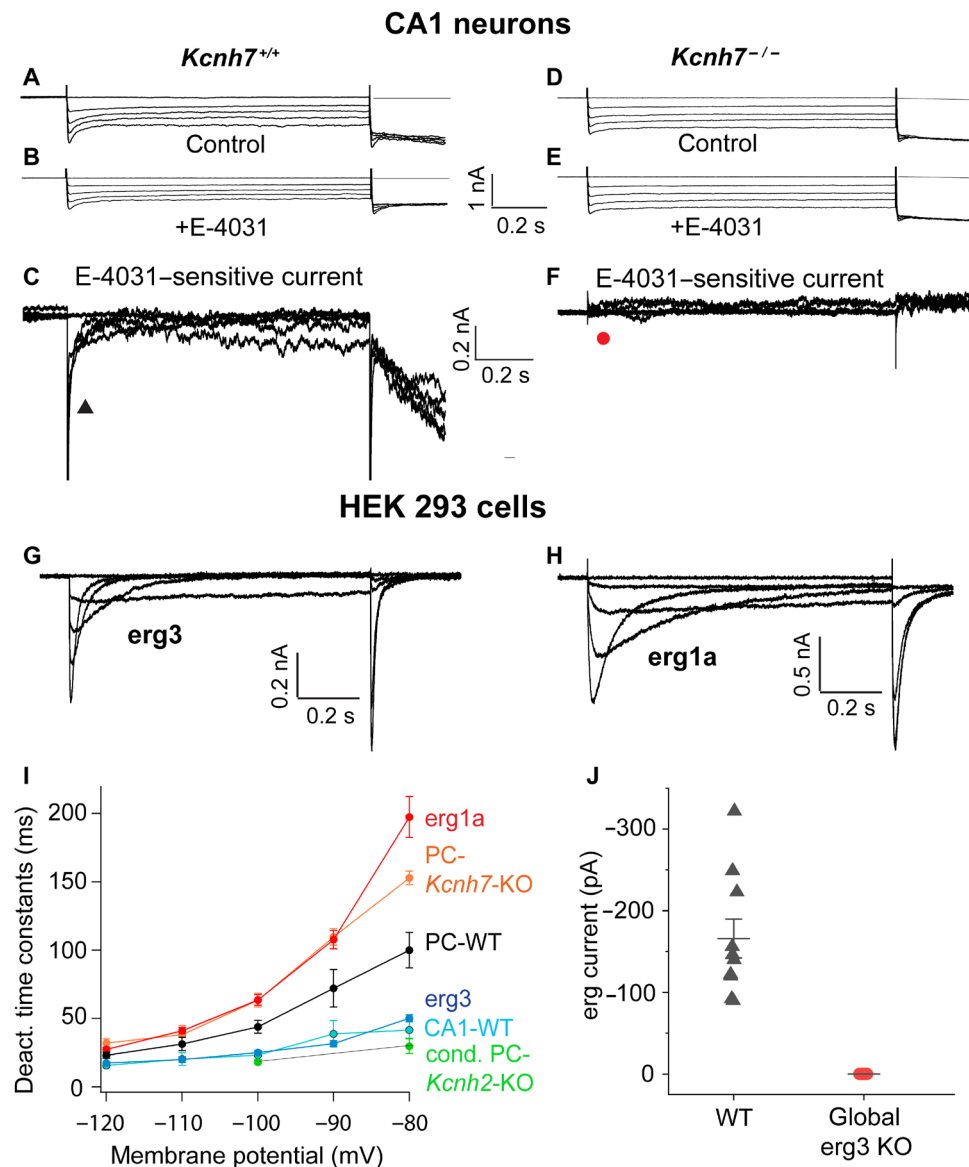 CA1 neurons
Kcnh7+/+
Kcnh7−/−
A
D
Control
Control
B
E
1 nA
0.2 s
+E-4031
+E-4031
C
E-4031–sensitive current
F
E-4031–sensitive current
0.2 nA
0.2 s
HEK 293 cells
G
H
erg3
0.2 nA
0.2 s
erg1a
0.5 nA
0.2 s
I
J
Deact. time constants (ms)
200
150
100
50
0
−120
−110
−100
−90
−80
Membrane potential (mV)
erg1a
PC-
Kcnh7-KO
PC-WT
erg3
CA1-WT
cond. PC-
Kcnh2-KO
erg current (pA)
−300
−200
−100
0
WT
Global
erg3 KO